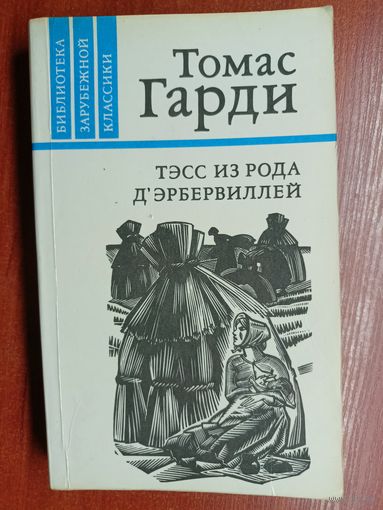 БИБЛИОТЕКА
ЗАРУБЕЖНОЙ
КЛАССИКИ
Томас
Гарди
ТЭСС ИЗ РОДА
Д'ЭРБЕРВИЛЛЕЙ